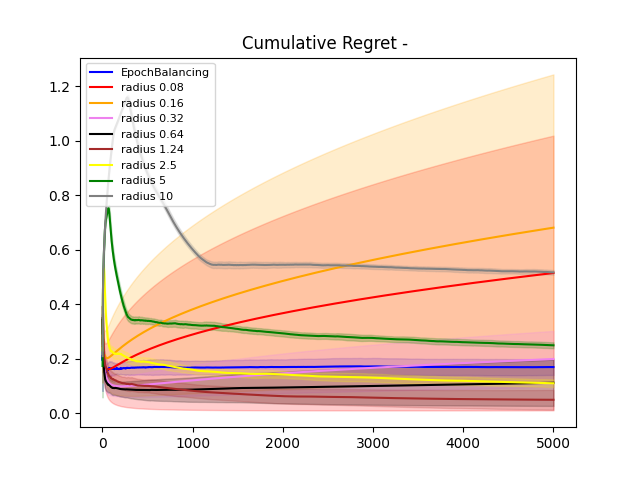 Cumulative Regret -
EpochBalancing
radius 0.08
radius 0.16
radius 0.32
radius 0.64
radius 1.24
radius 2.5
radius 5
radius 10
1.2
1.0
0.8
0.6
0.4
0.2
0.0
0 1000 2000 3000 4000 5000